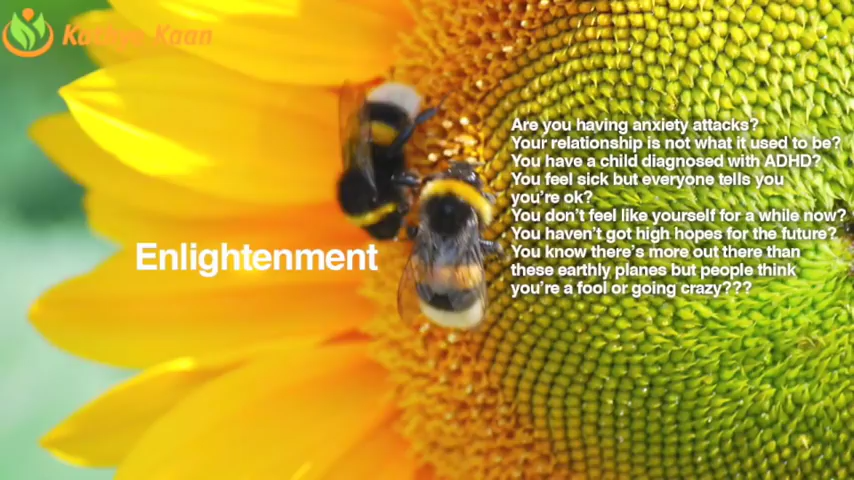 Kathye Kaan
Enlightenment
Are you having anxiety attacks?
Your relationship is not what it used to be?
You have a child diagnosed with ADHD?
You feel sick but everyone tells you
you're ok?
You don't feel like yourself for a while now?
You haven't got high hopes for the future?
You know there's more out there than
these earthly planes but people think
you're a fool or going crazy???